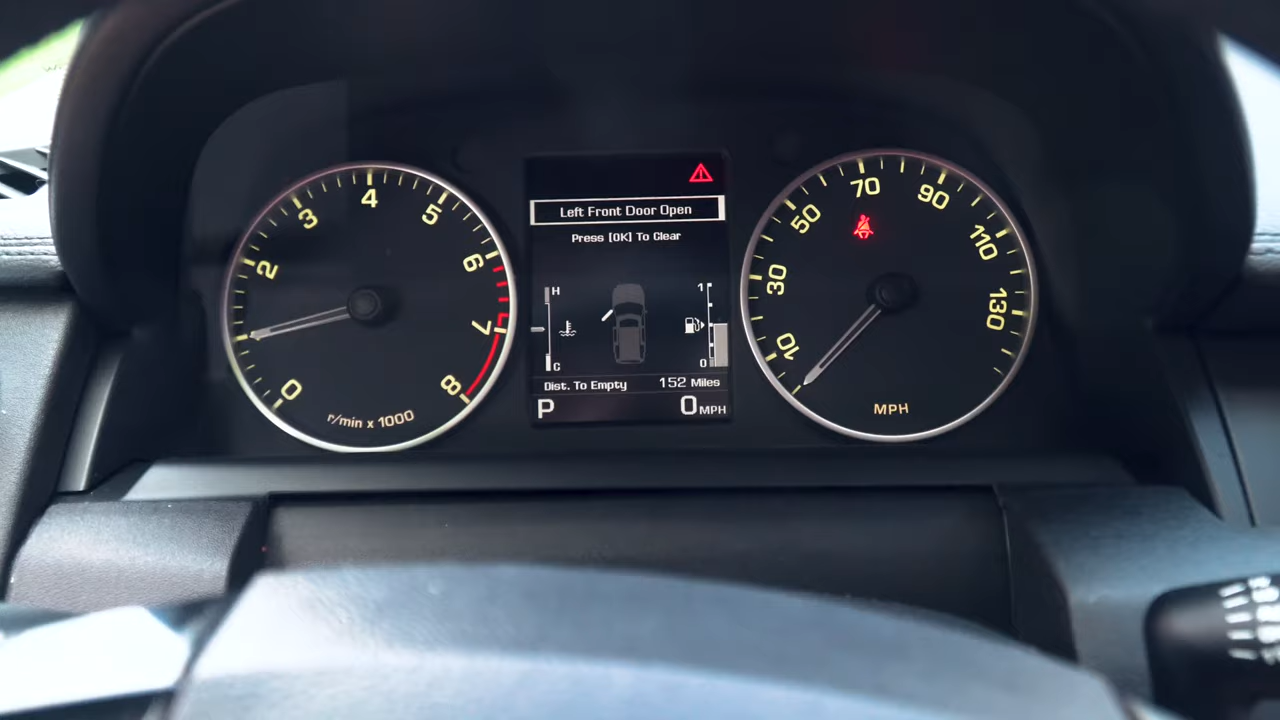 0
2
3
4
5
6
7
8
r/min x 1000
Left Front Door Open
Press [OK] To Clear
H
C
1
0
Dist. To Empty 152 Miles
P 0 MPH
10
30
50
70
90
110
130
MPH